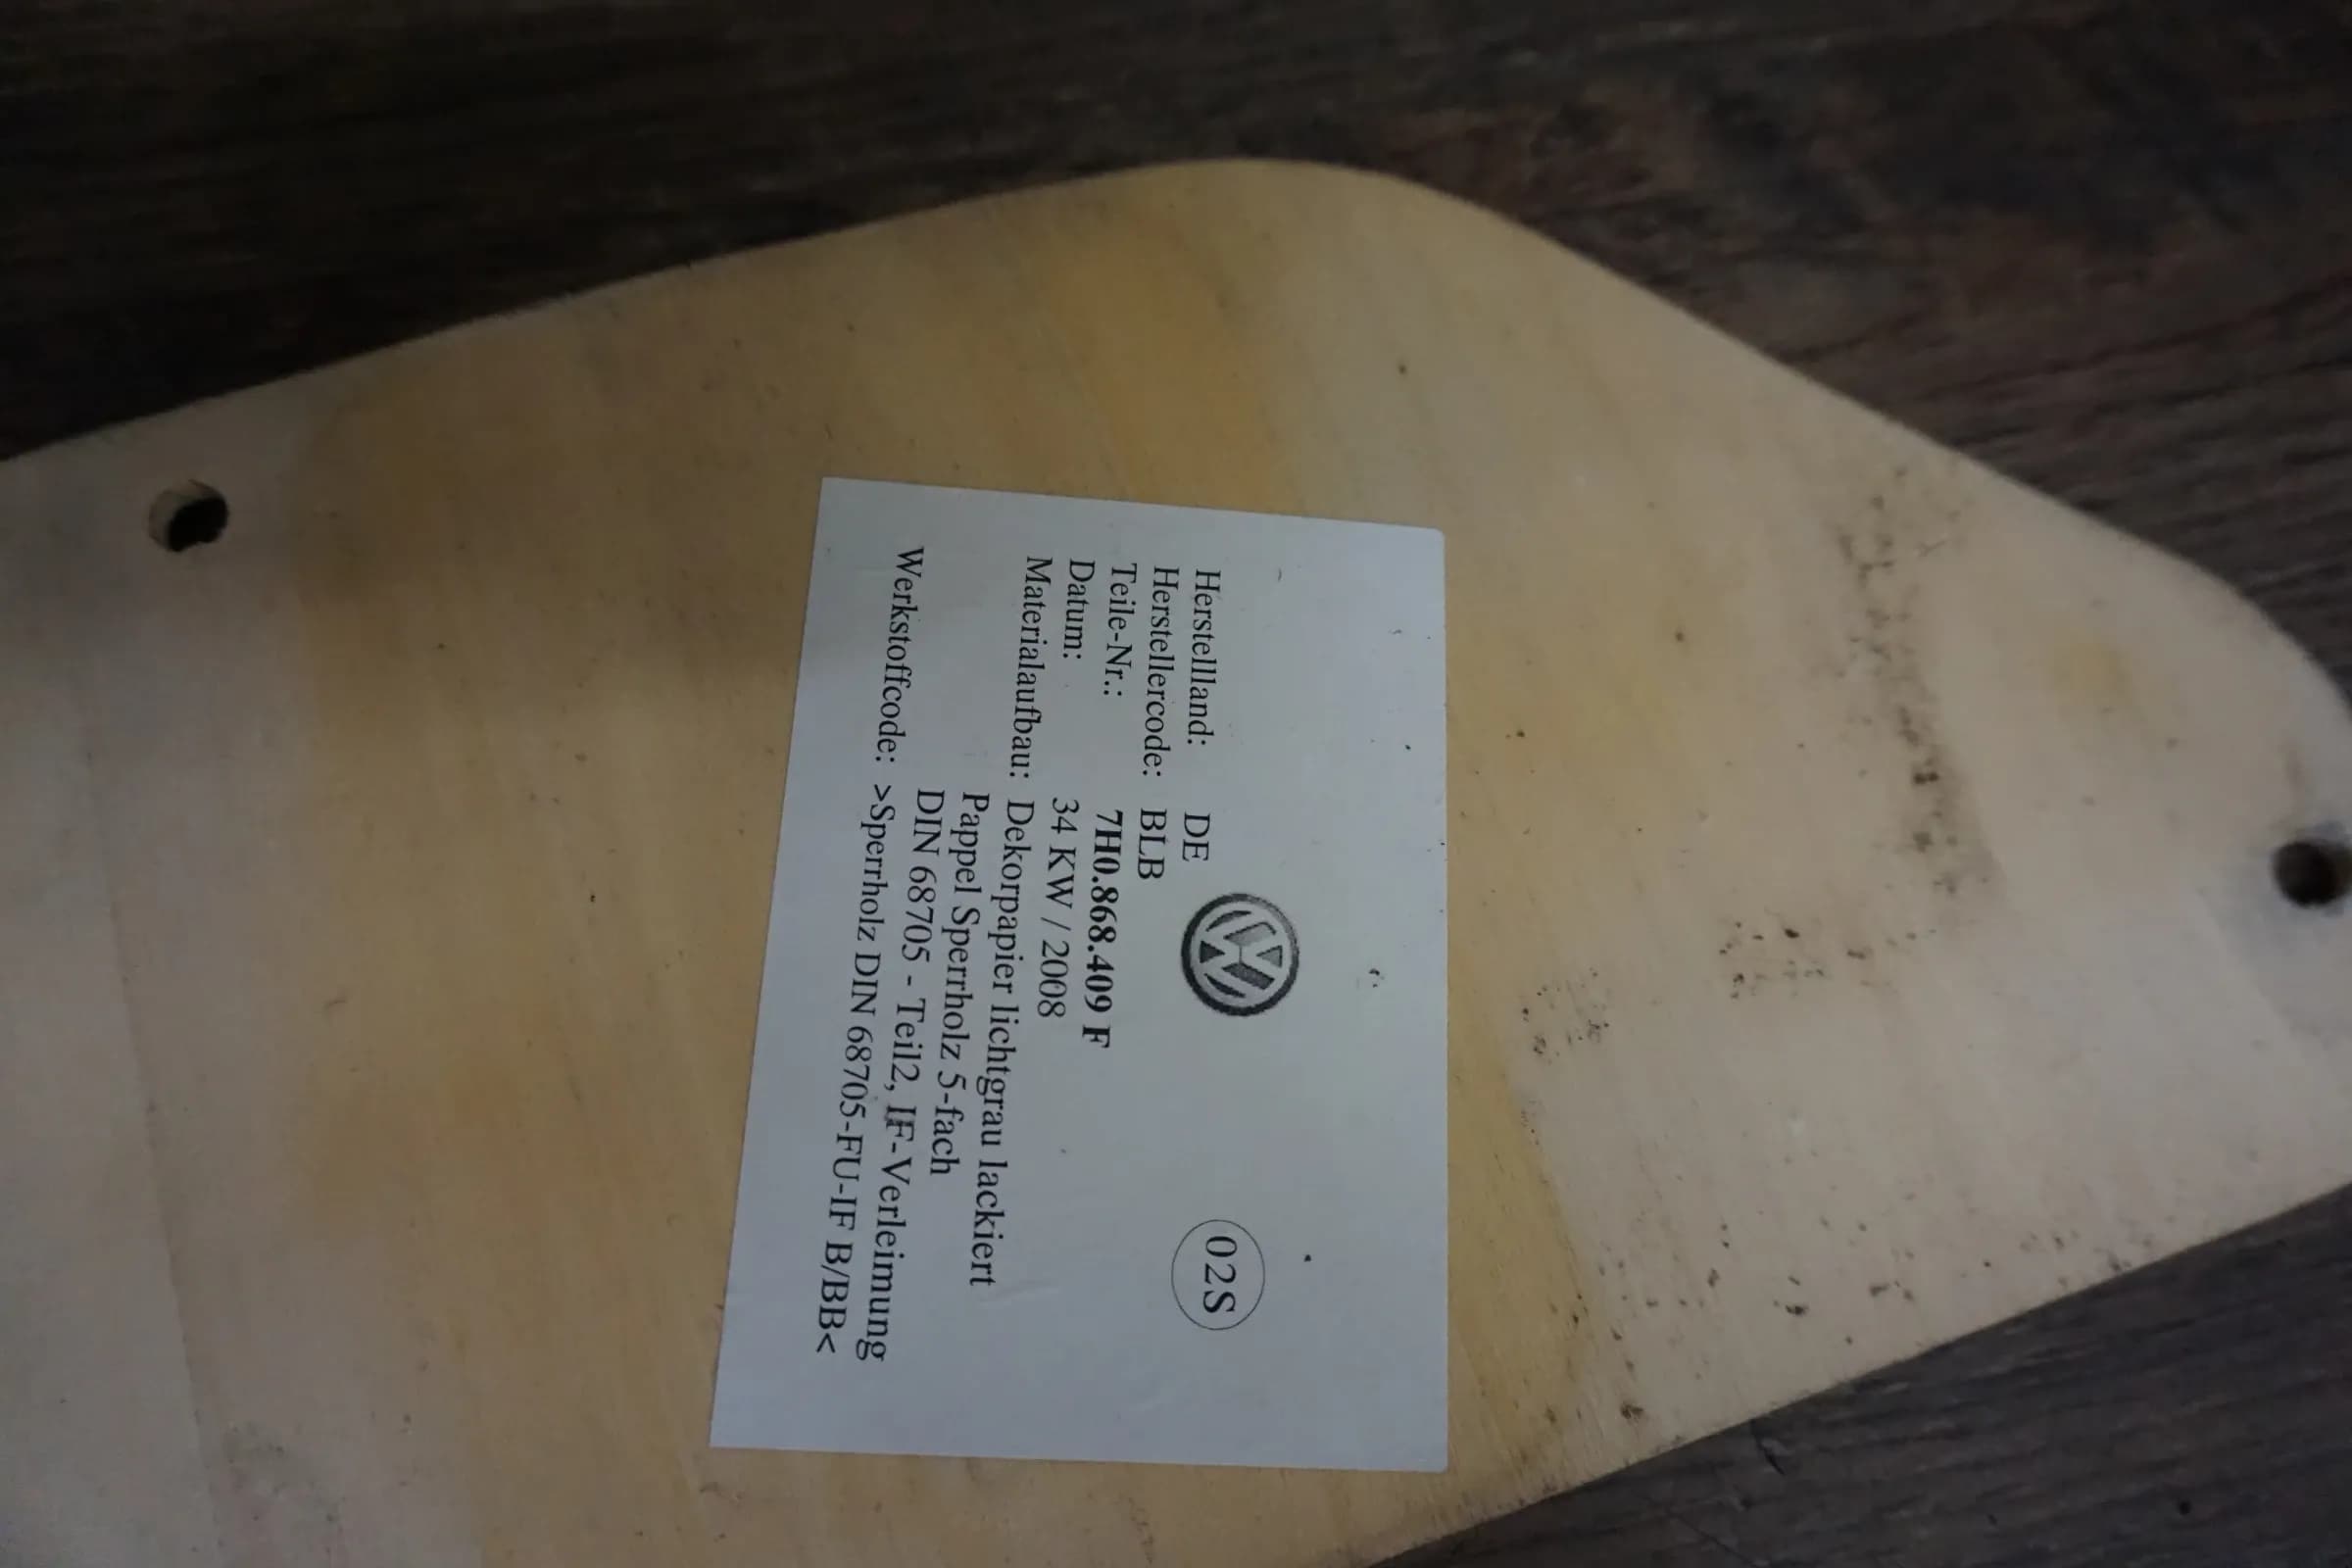 02S
Herstellland: DE
Herstellercode: BLB
Teile-Nr.: 7H0.868.409 F
Datum: 34 KW / 2008
Materialaufbau: Dekorpapier lichtgrau lackiert
Pappel Sperrholz 5-fach
DIN 68705 - Teil2, IF-Verleimung
Werkstoffcode: >Sperrholz DIN 68705-FU-IF B/BB<